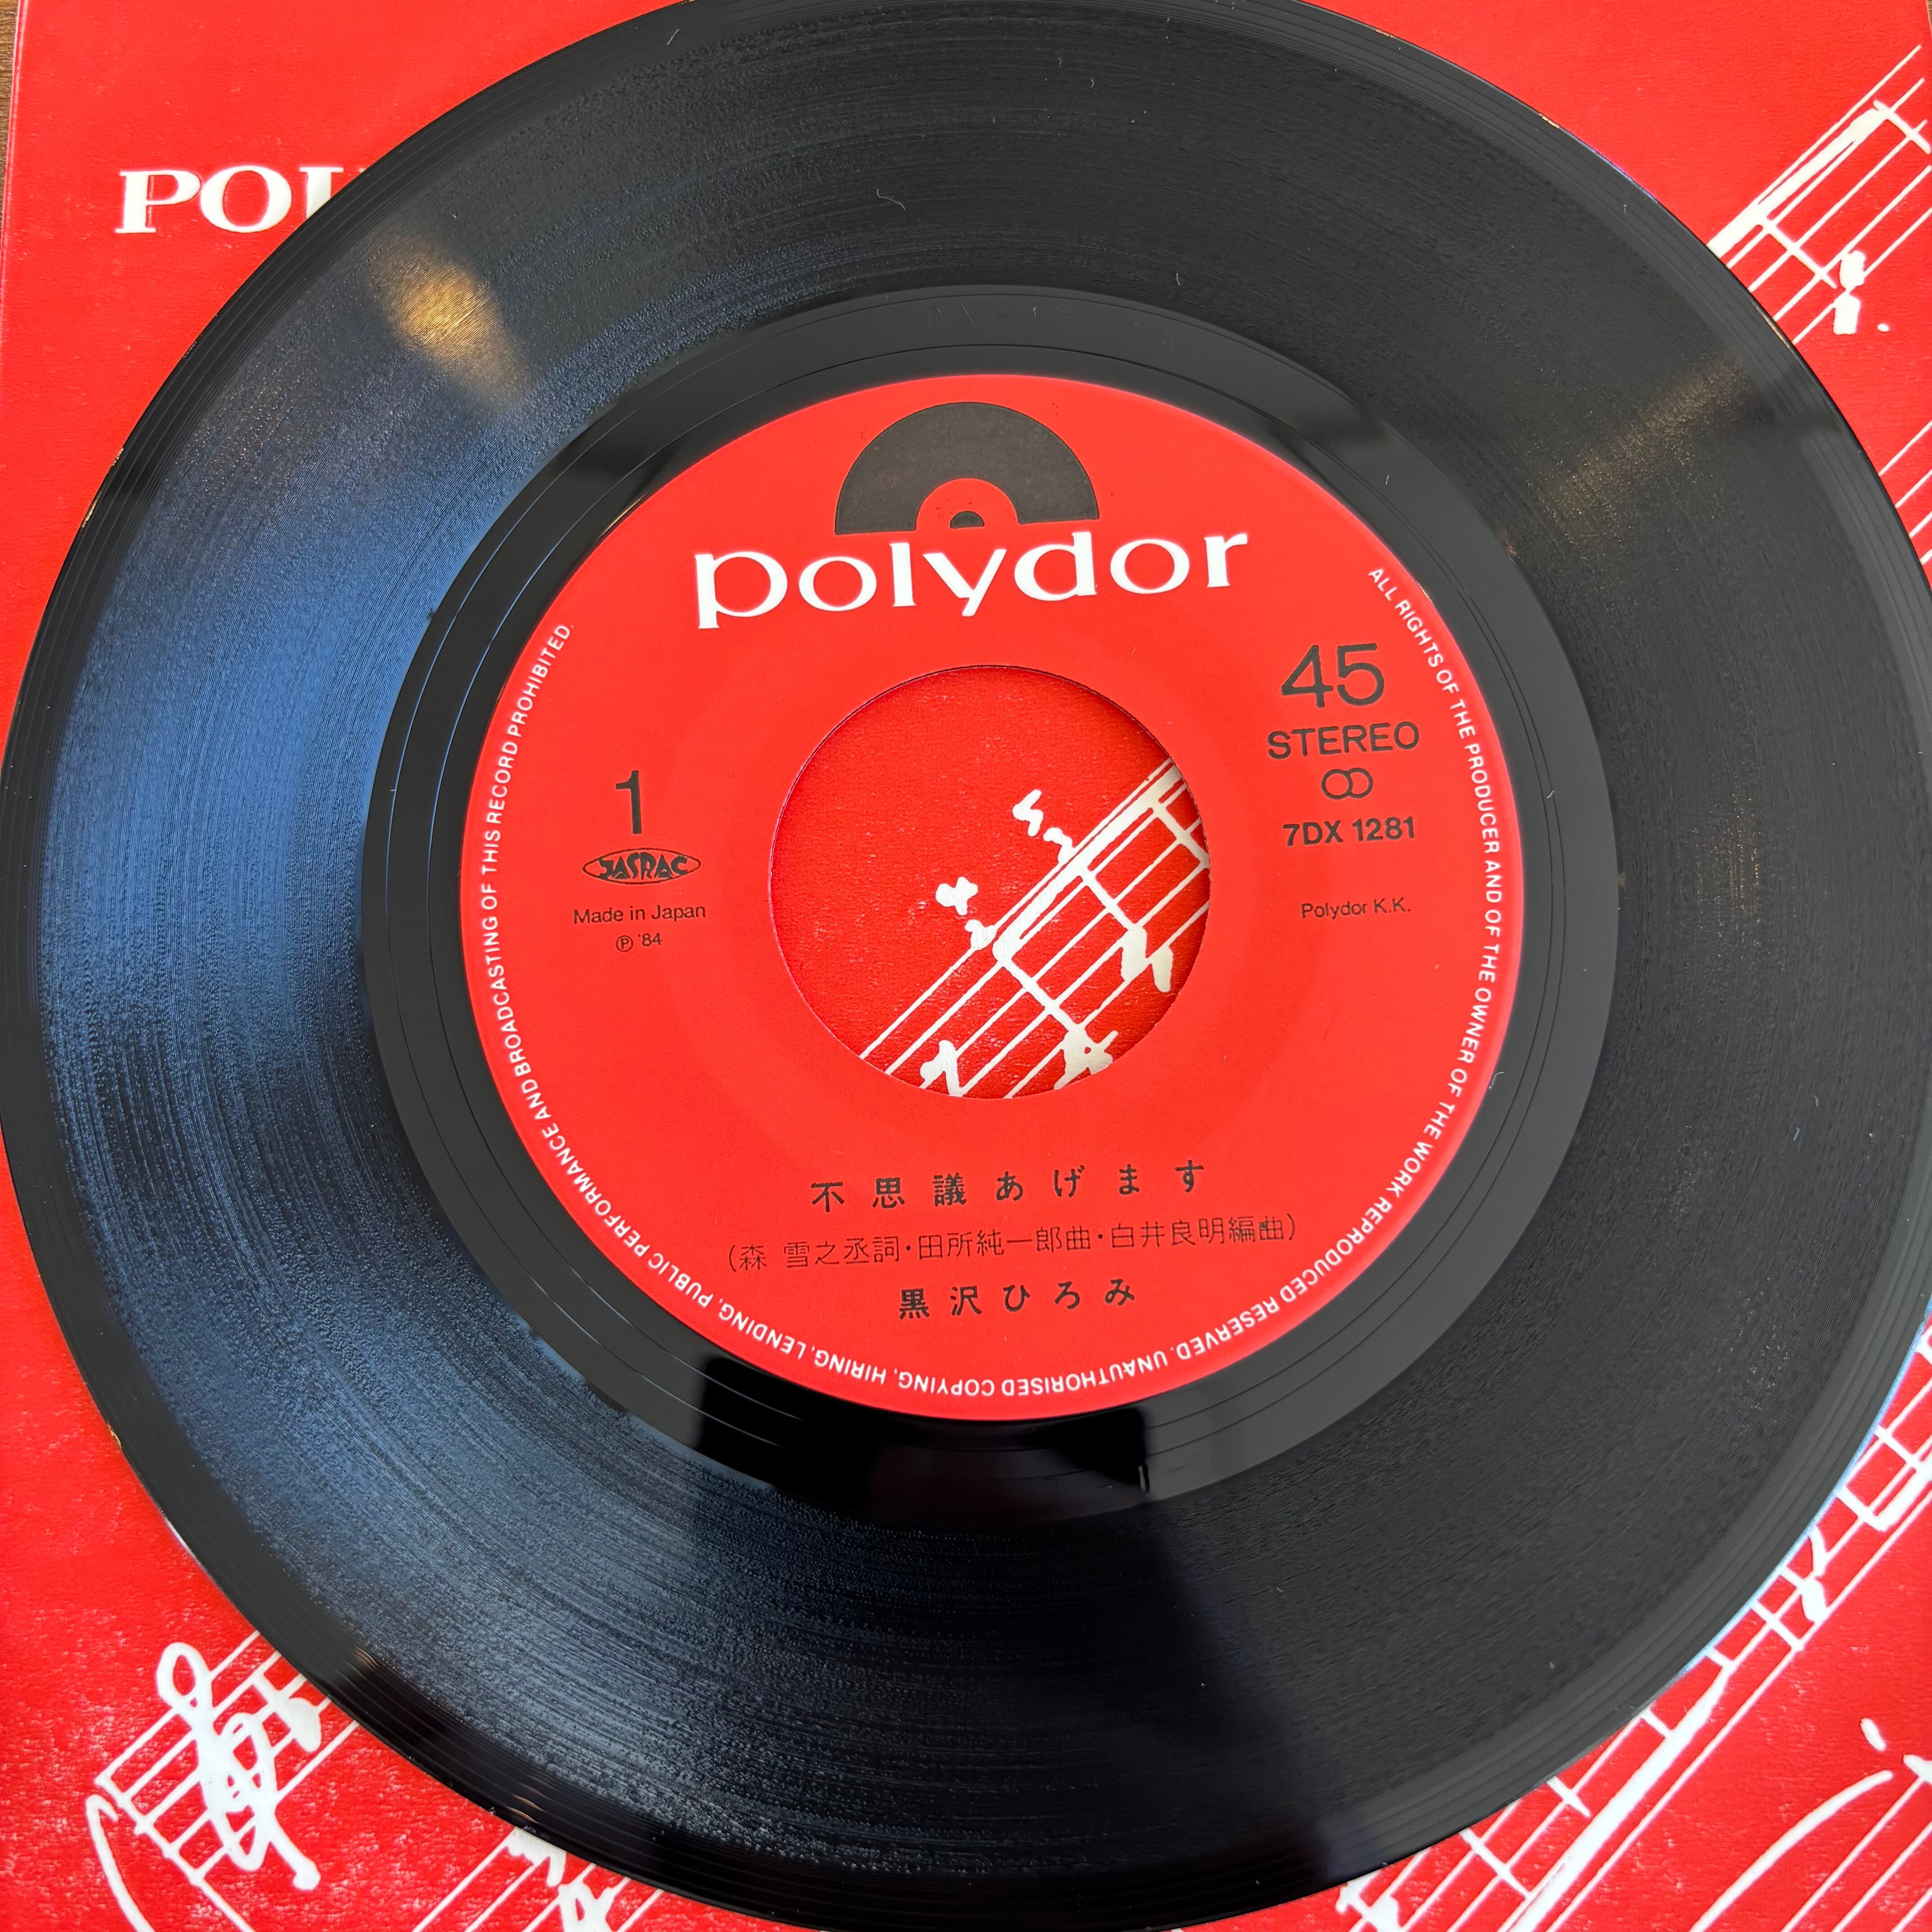 POLY
polydor
45
STEREO
7DX 1281
Polydor K.K.
1
JASRAC
Made in Japan
Ⓟ '84
不思議あげます
(森 雪之丞詞・田所純一郎曲・白井良明編曲)
黒沢ひろみ
ALL RIGHTS OF THE PRODUCER AND OF THE OWNER OF THE WORK REPRODUCED RESERVED. UNAUTHORISED COPYING, HIRING, LENDING, PUBLIC PERFORMANCE AND BROADCASTING OF THIS RECORD PROHIBITED.